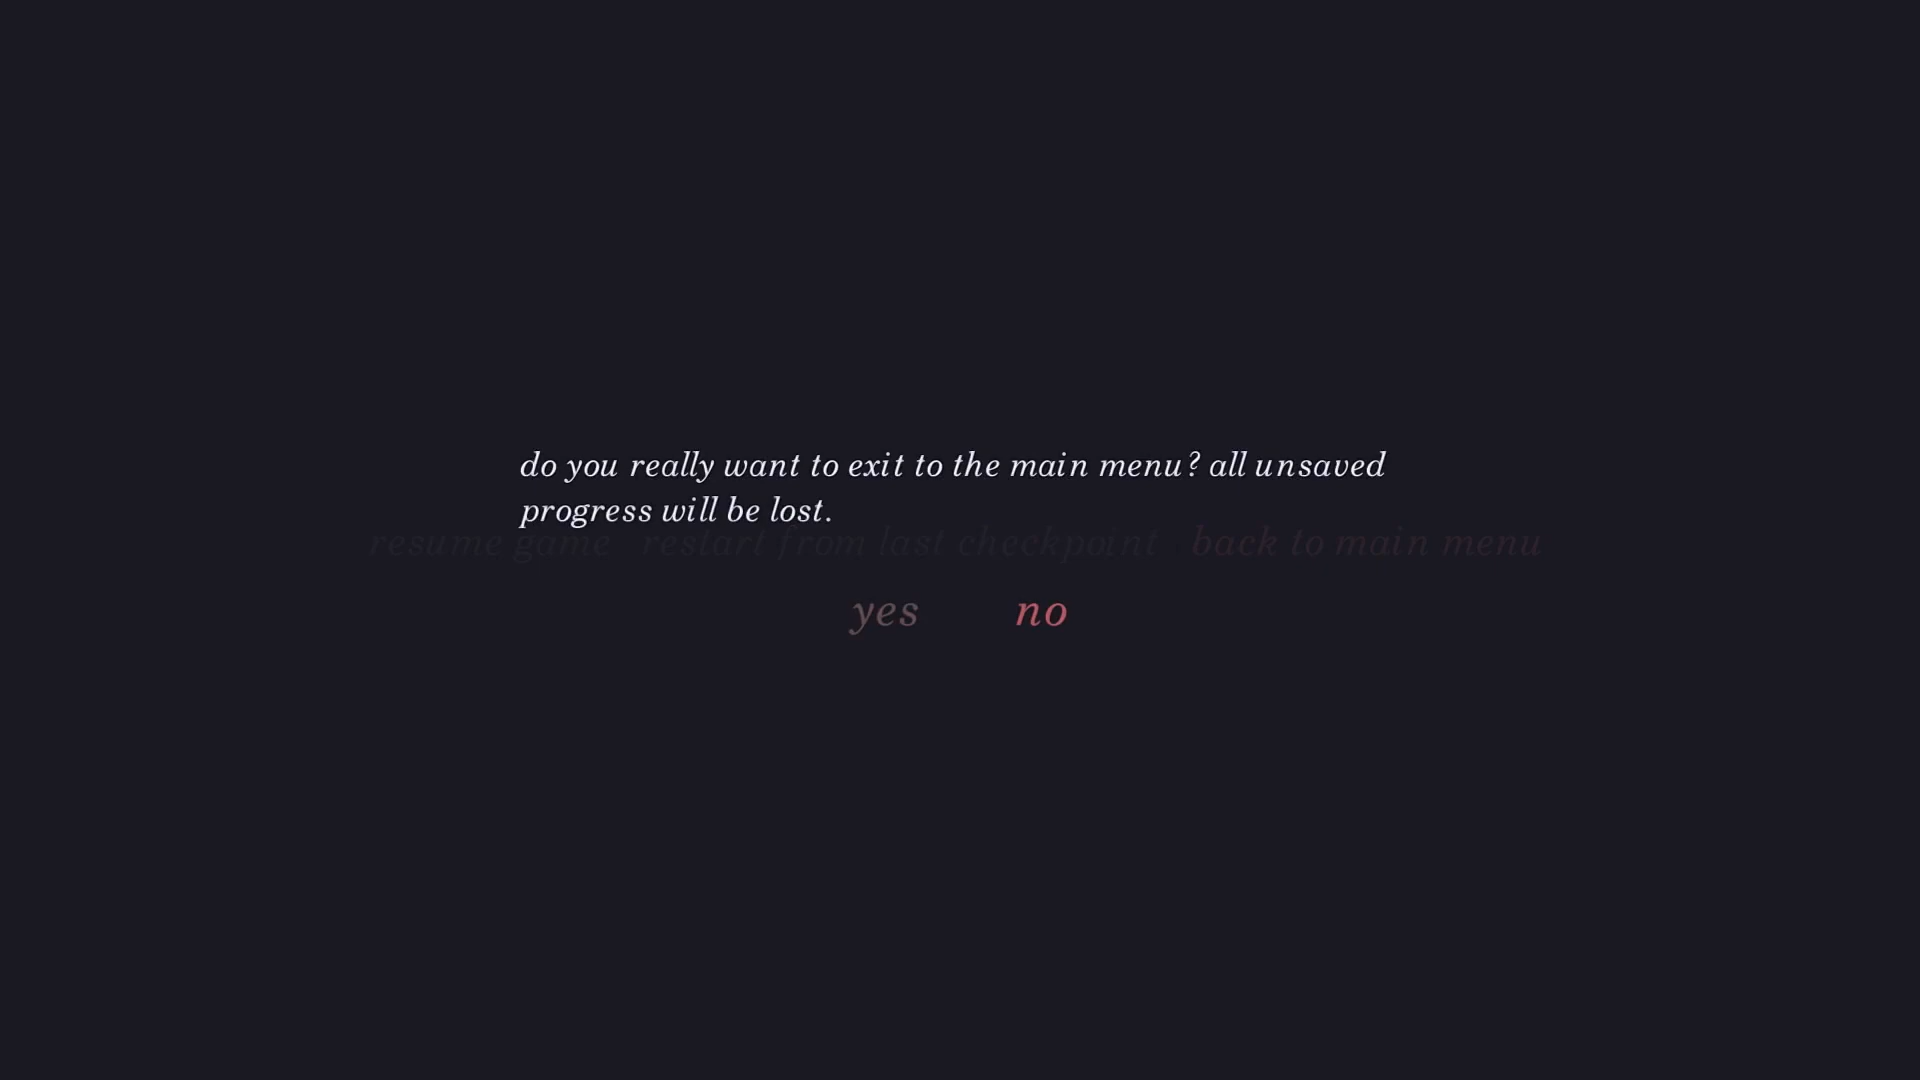 do you really want to exit to the main menu? all unsaved
progress will be lost.
resume game restart from last checkpoint back to main menu
yes no